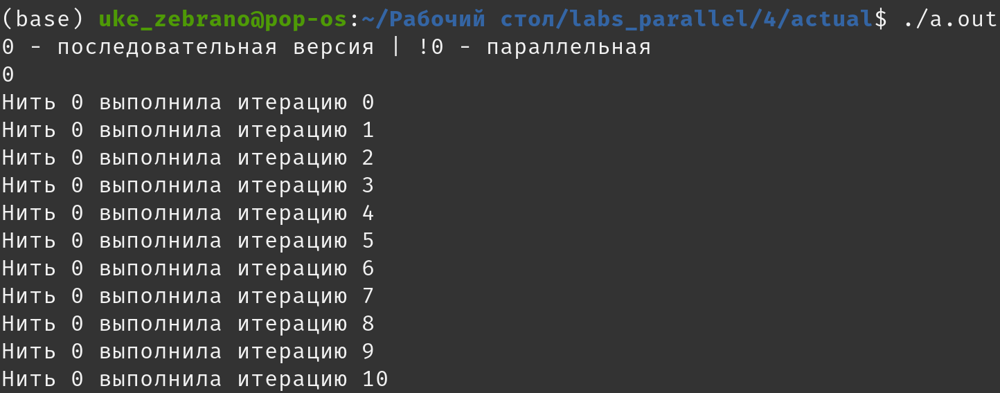 (base) uke_zebrano@pop-os:~/Рабочий стол/labs_parallel/4/actual$ ./a.out
0 - последовательная версия | !0 - параллельная
0
Нить 0 выполнила итерацию 0
Нить 0 выполнила итерацию 1
Нить 0 выполнила итерацию 2
Нить 0 выполнила итерацию 3
Нить 0 выполнила итерацию 4
Нить 0 выполнила итерацию 5
Нить 0 выполнила итерацию 6
Нить 0 выполнила итерацию 7
Нить 0 выполнила итерацию 8
Нить 0 выполнила итерацию 9
Нить 0 выполнила итерацию 10